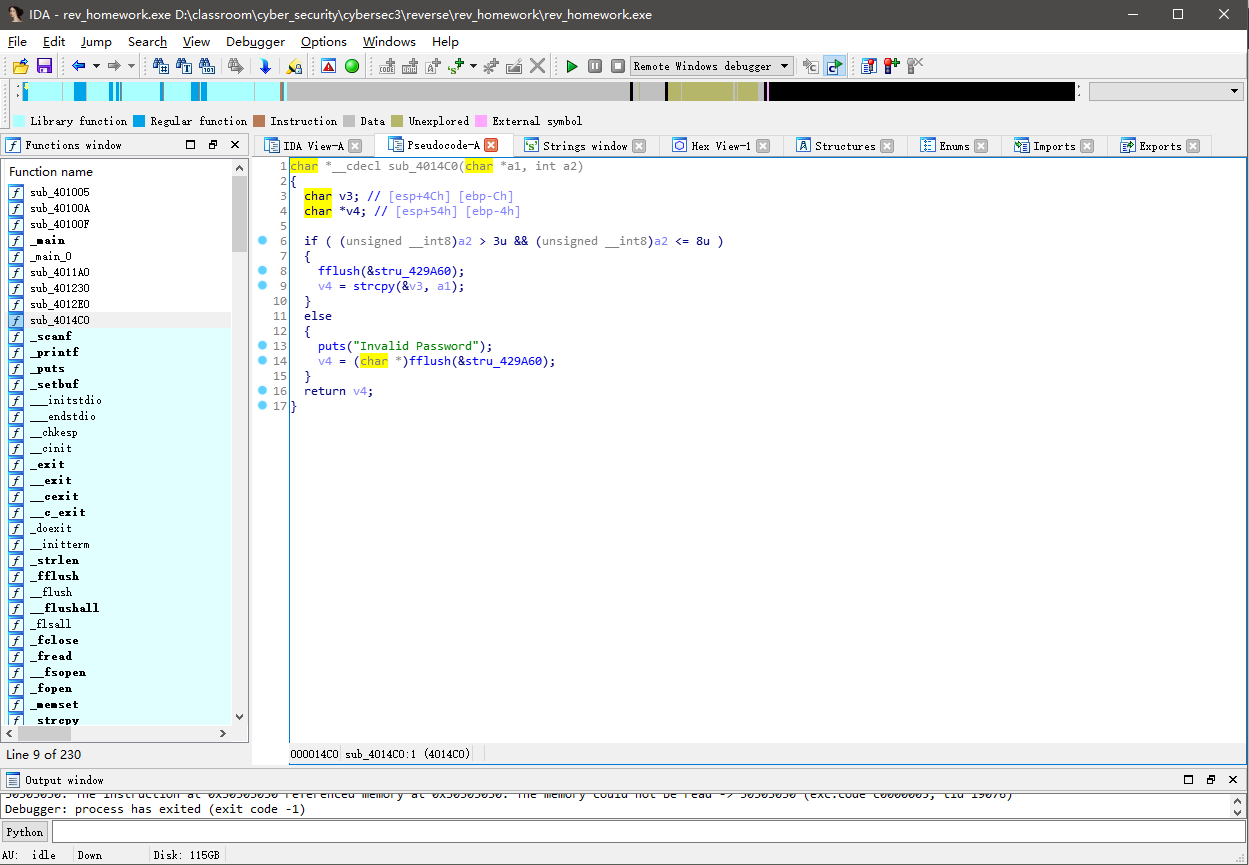 IDA - rev_homework.exe D:\classroom\cyber_security\cybersec3\reverse\rev_homework\rev_homework.exe
File Edit Jump Search View Debugger Options Windows Help
Remote Windows debugger
Library function Regular function Instruction Data Unexplored External symbol
Functions window
IDA View-A Pseudocode-A Strings window Hex View-1 Structures Enums Imports Exports
Function name
sub_401005
sub_40100A
sub_40100F
_main
_main_0
sub_4011A0
sub_401230
sub_4012E0
sub_4014C0
_scanf
_printf
_puts
_setbuf
___initstdio
___endstdio
__chkesp
__cinit
_exit
__exit
__cexit
__c_exit
_doexit
__initterm
_strlen
_fflush
__flush
__flushall
_flsall
_fclose
_fread
__fsopen
_fopen
_memset
_strcpy
Line 9 of 230
1 char *__cdecl sub_4014C0(char *a1, int a2)
2 {
3 char v3; // [esp+4Ch] [ebp-Ch]
4 char *v4; // [esp+54h] [ebp-4h]
5
6 if ( (unsigned __int8)a2 > 3u && (unsigned __int8)a2 <= 8u )
7 {
8 fflush(&stru_429A60);
9 v4 = strcpy(&v3, a1);
10 }
11 else
12 {
13 puts("Invalid Password");
14 v4 = (char *)fflush(&stru_429A60);
15 }
16 return v4;
17 }
000014C0 sub_4014C0:1 (4014C0)
Output window
50505050: The instruction at 0x50505050 referenced memory at 0x50505050. The memory could not be read -> 50505050 (exc.code c0000005, tid 19076)
Debugger: process has exited (exit code -1)
Python
AU: idle Down Disk: 115GB